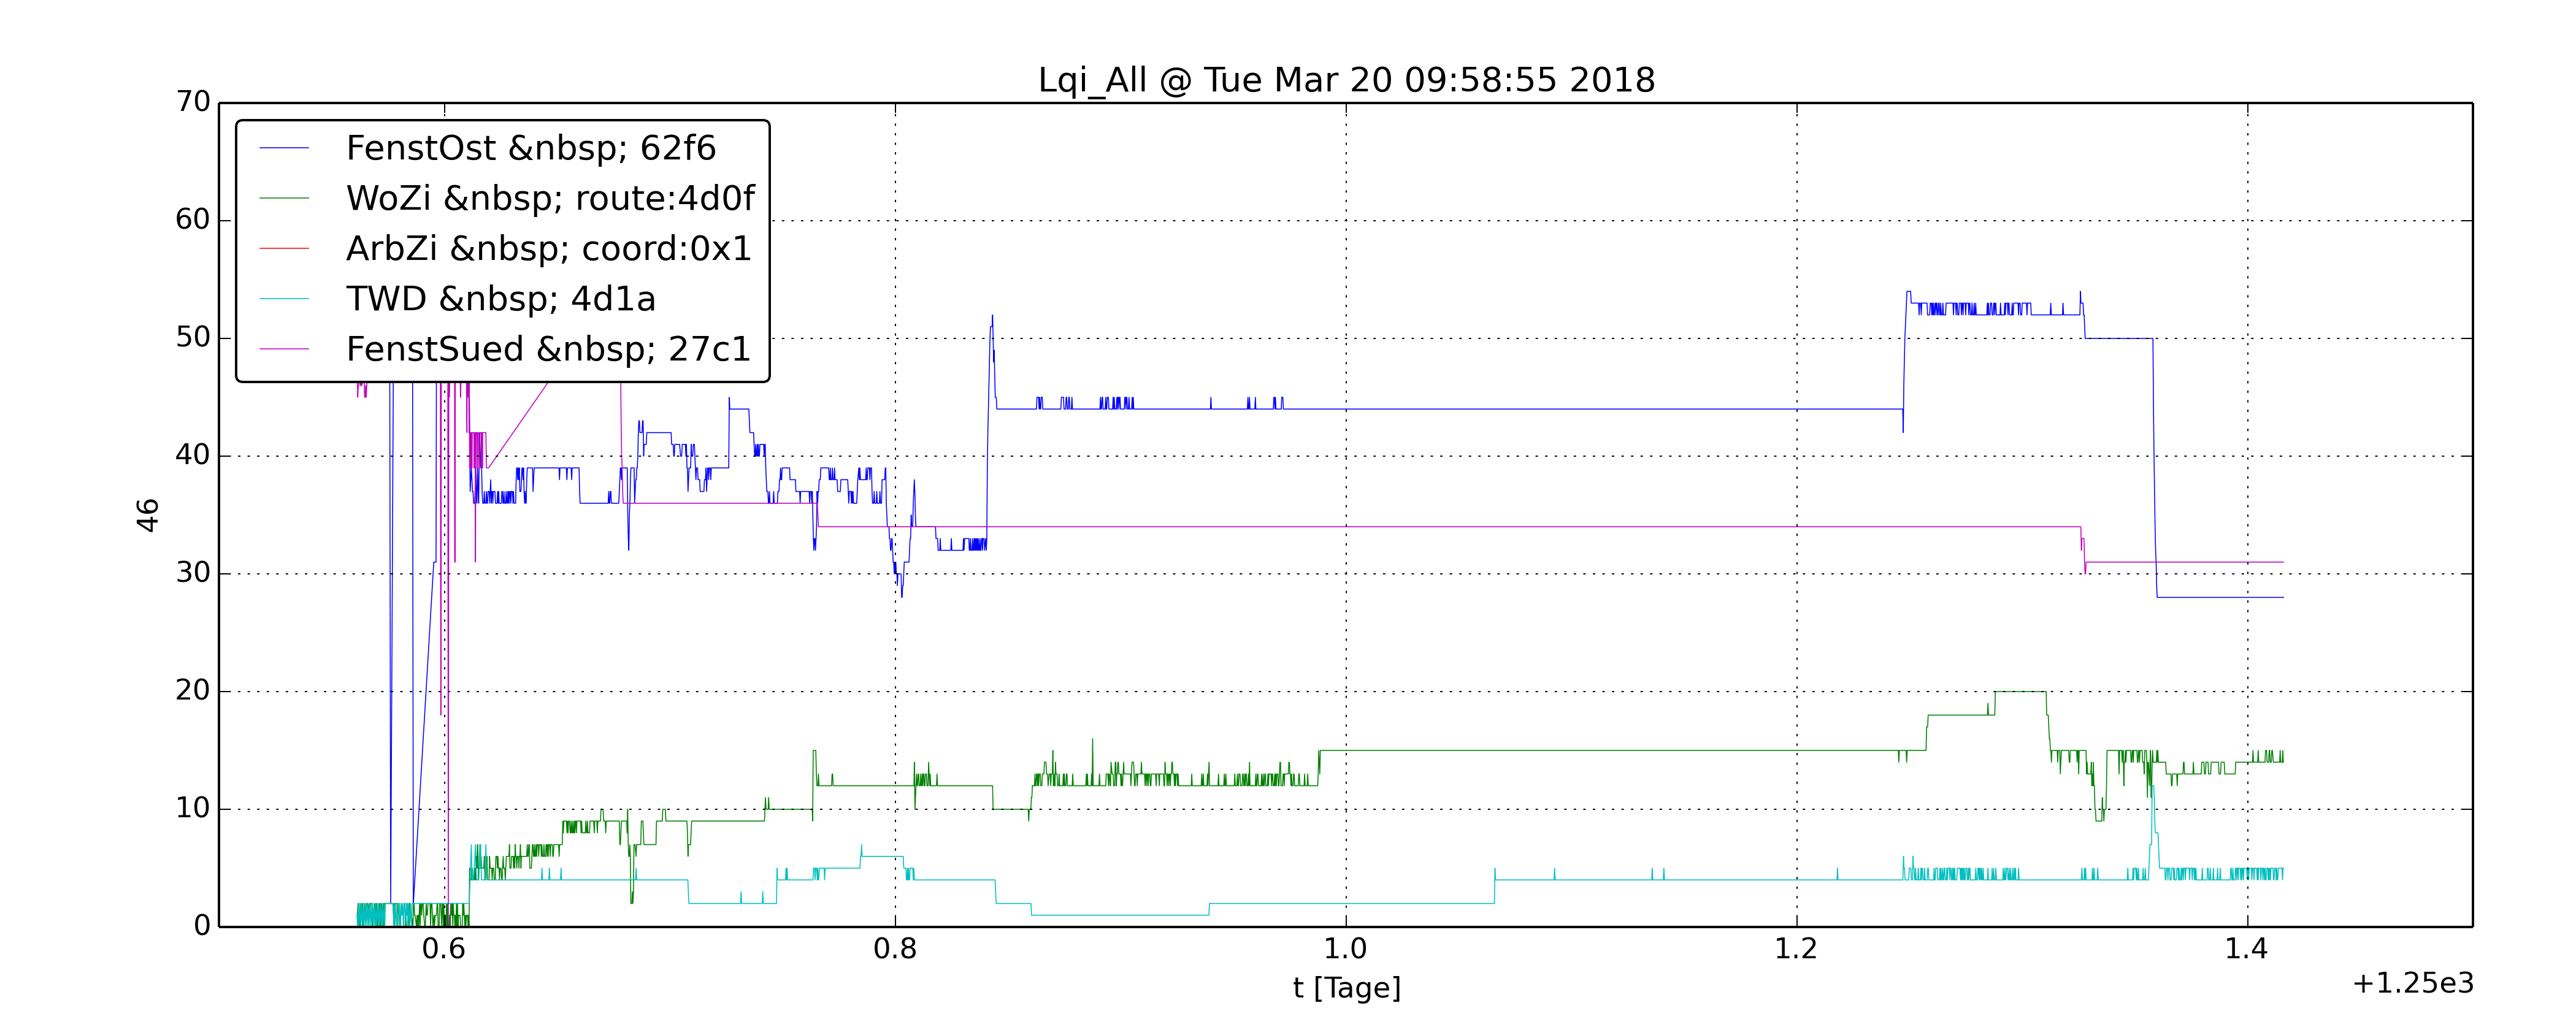 Lqi_All @ Tue Mar 20 09:58:55 2018
70
60
50
40
30
20
10
0
46
FenstOst &nbsp; 62f6
WoZi &nbsp; route:4d0f
ArbZi &nbsp; coord:0x1
TWD &nbsp; 4d1a
FenstSued &nbsp; 27c1
0.6 0.8 1.0 1.2 1.4
t [Tage]
+1.25e3